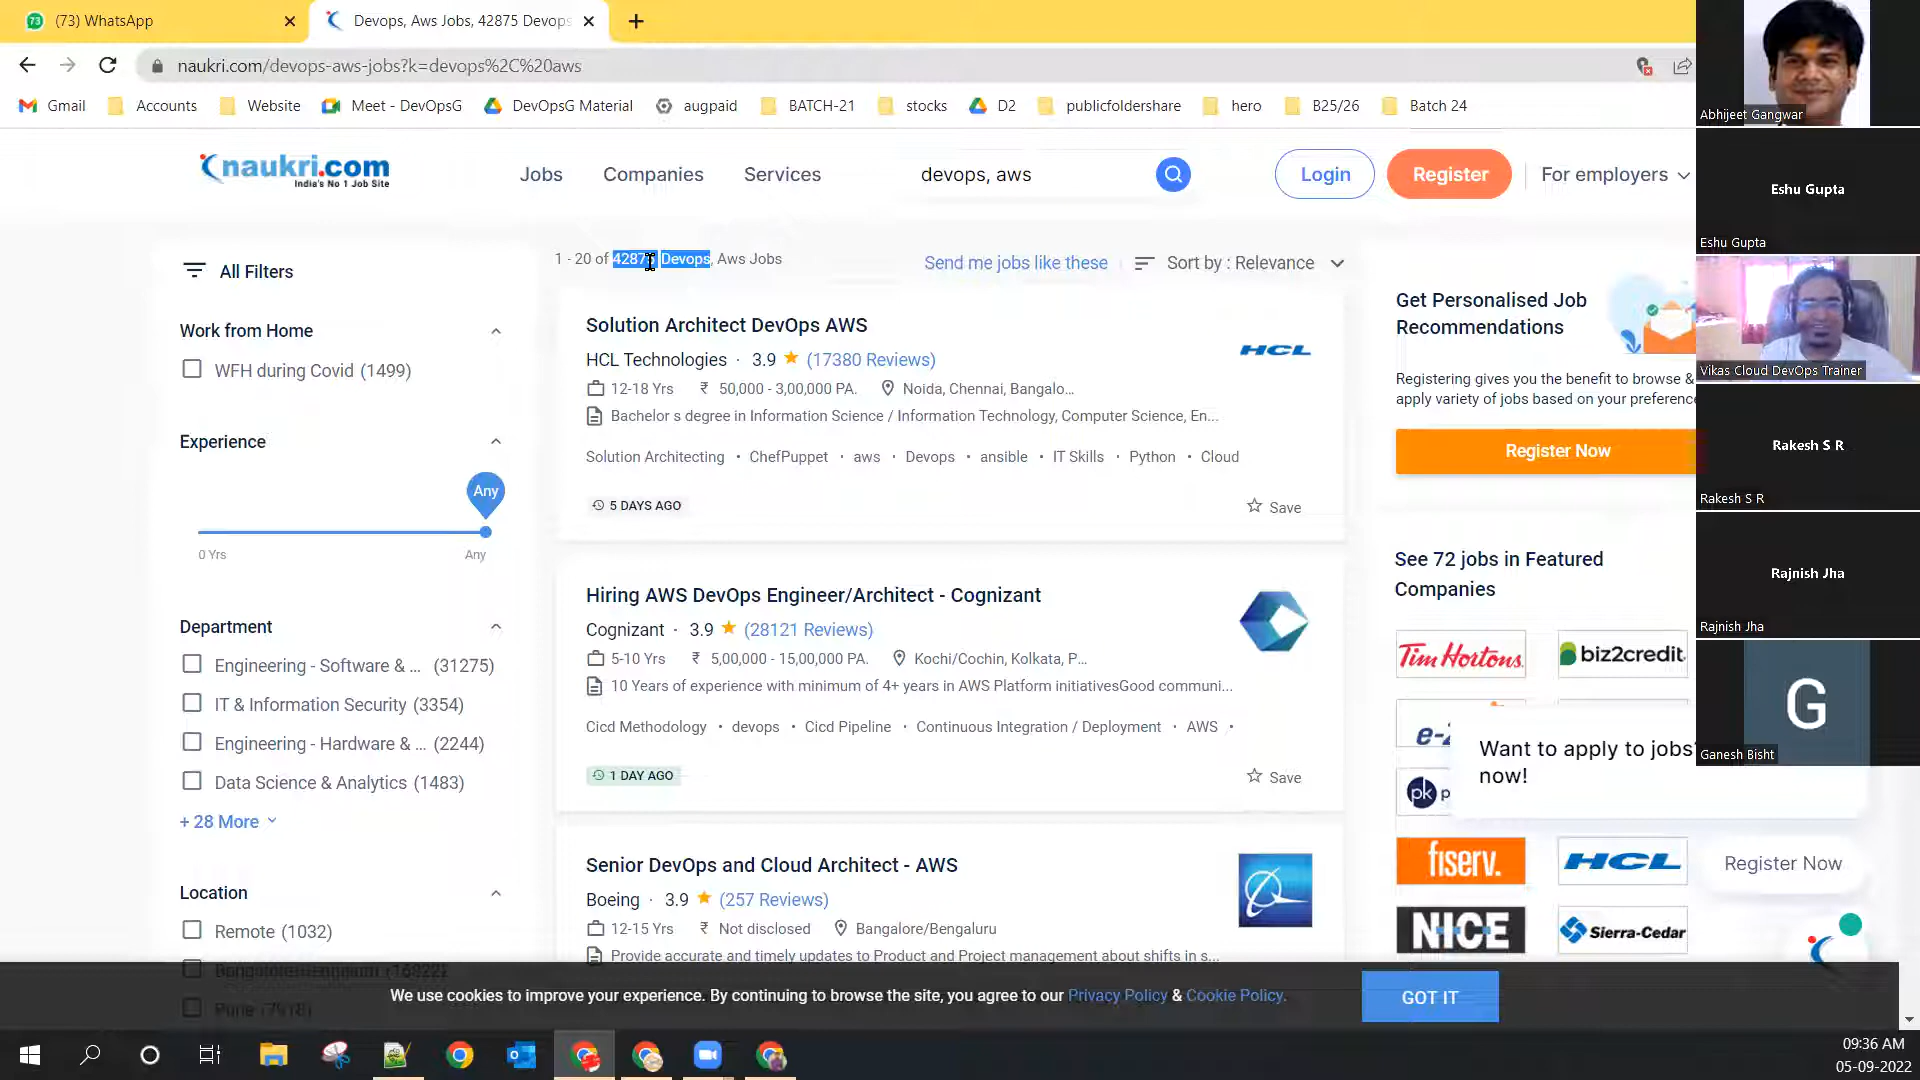 (73) WhatsApp
Devops, Aws Jobs, 42875 Devops
naukri.com/devops-aws-jobs?k=devops%2C%20aws
Gmail
Accounts
Website
Meet - DevOpsG
DevOpsG Material
augpaid
BATCH-21
stocks
D2
publicfoldershare
hero
B25/26
Batch 24
naukri.com
India's No 1 Job Site
Jobs
Companies
Services
devops, aws
Login
Register
For employers
All Filters
Work from Home
WFH during Covid (1499)
Experience
Any
0 Yrs
Any
Department
Engineering - Software & ... (31275)
IT & Information Security (3354)
Engineering - Hardware & ... (2244)
Data Science & Analytics (1483)
+ 28 More
Location
Remote (1032)
1 - 20 of 42875 Devops, Aws Jobs
Send me jobs like these
Sort by : Relevance
Solution Architect DevOps AWS
HCL Technologies · 3.9 (17380 Reviews)
12-18 Yrs ₹ 50,000 - 3,00,000 PA. Noida, Chennai, Bangalo...
Bachelor s degree in Information Science / Information Technology, Computer Science, En...
Solution Architecting • ChefPuppet • aws • Devops • ansible • IT Skills • Python • Cloud
5 DAYS AGO
Save
HCL
Hiring AWS DevOps Engineer/Architect - Cognizant
Cognizant · 3.9 (28121 Reviews)
5-10 Yrs ₹ 5,00,000 - 15,00,000 PA. Kochi/Cochin, Kolkata, P...
10 Years of experience with minimum of 4+ years in AWS Platform initiativesGood communi...
Cicd Methodology • devops • Cicd Pipeline • Continuous Integration / Deployment • AWS •
1 DAY AGO
Save
Senior DevOps and Cloud Architect - AWS
Boeing · 3.9 (257 Reviews)
12-15 Yrs ₹ Not disclosed Bangalore/Bengaluru
Provide accurate and timely updates to Product and Project management about shifts in s...
Get Personalised Job
Recommendations
Registering gives you the benefit to browse &
apply variety of jobs based on your preference
Register Now
See 72 jobs in Featured
Companies
Tim Hortons.
biz2credit
e-
pk
Want to apply to jobs
now!
fiserv.
HCL
Register Now
NICE
Sierra-Cedar
We use cookies to improve your experience. By continuing to browse the site, you agree to our Privacy Policy & Cookie Policy.
GOT IT
Abhijeet Gangwar
Eshu Gupta
Eshu Gupta
Vikas Cloud DevOps Trainer
Rakesh S R
Rakesh S R
Rajnish Jha
Rajnish Jha
G
Ganesh Bisht
09:36 AM
05-09-2022